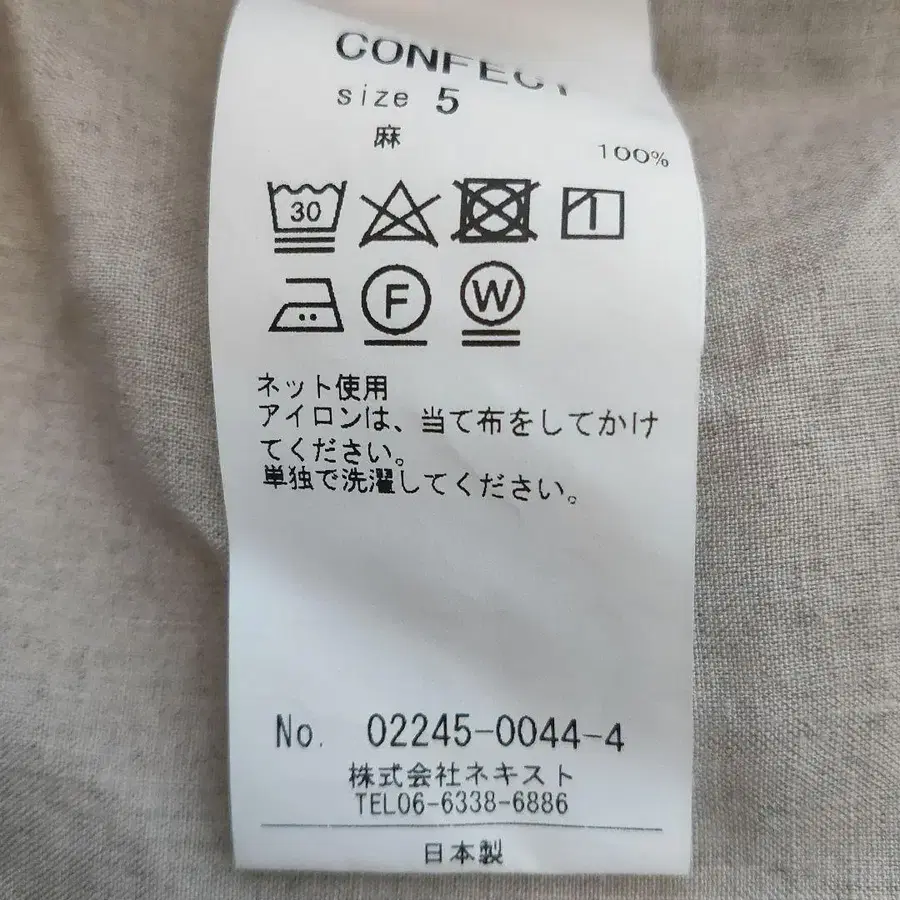 CONFECT
size 5
麻
100%
30
F W
ネット使用
アイロンは、当て布をしてかけ
てください。
単独で洗濯してください。
No. 02245-0044-4
株式会社ネキスト
TEL06-6338-6886
日本製